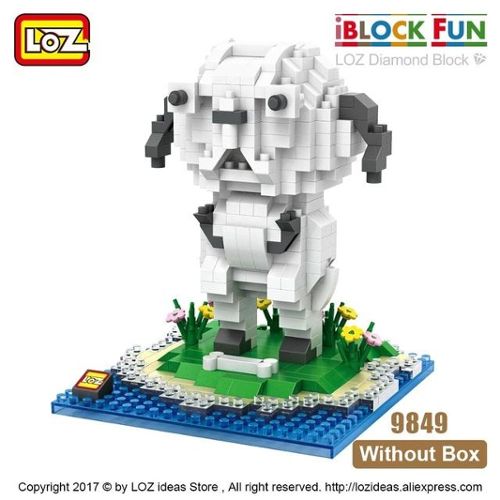 LOZ
iBLOCK FUN
LOZ Diamond Block
LOZ
9849
Without Box
Copyright 2017 © by LOZ ideas Store , All right reserved. http://lozideas.aliexpress.com/